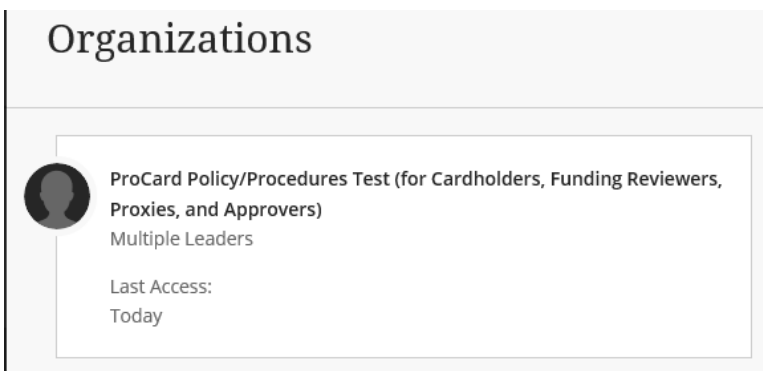 Organizations
ProCard Policy/Procedures Test (for Cardholders, Funding Reviewers,
Proxies, and Approvers)
Multiple Leaders
Last Access:
Today